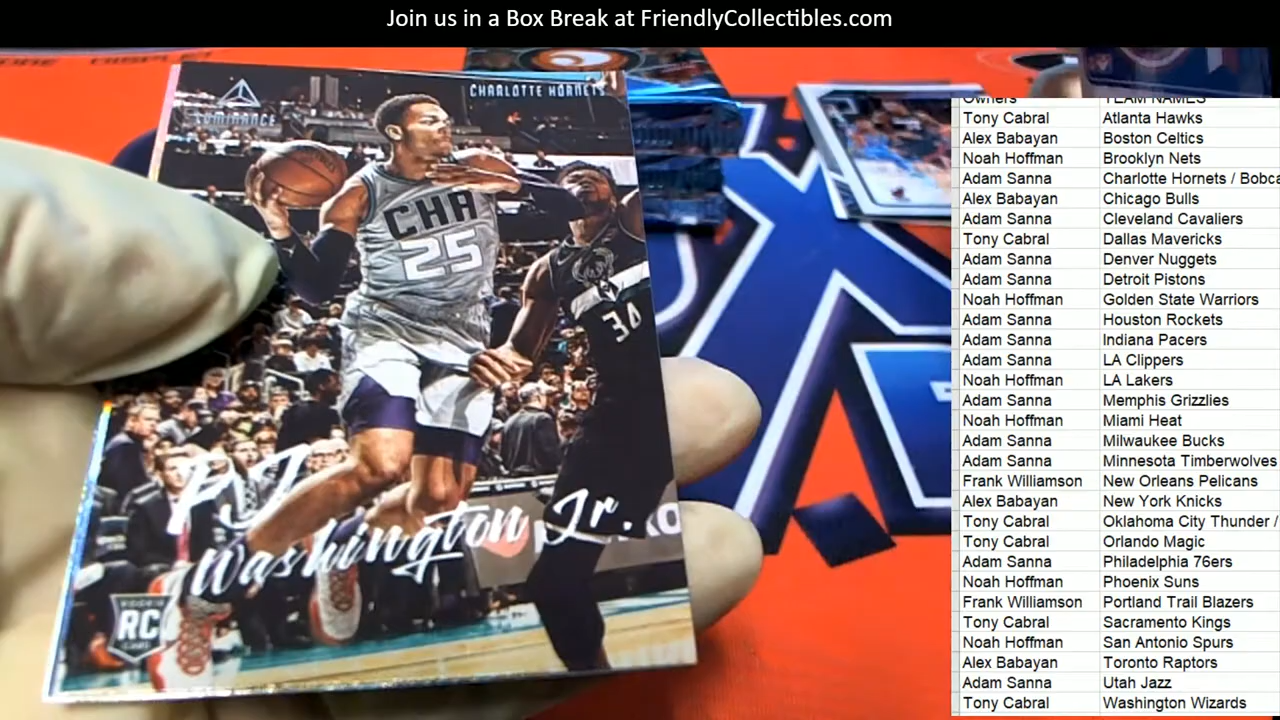 Join us in a Box Break at FriendlyCollectibles.com
LUMINANCE
CHARLOTTE HORNETS
CHA
25
30
PJ
Washington Jr.
ROOKIE
RC
CARD
Owners TEAM NAMES
Tony Cabral Atlanta Hawks
Alex Babayan Boston Celtics
Noah Hoffman Brooklyn Nets
Adam Sanna Charlotte Hornets / Bobca
Alex Babayan Chicago Bulls
Adam Sanna Cleveland Cavaliers
Tony Cabral Dallas Mavericks
Adam Sanna Denver Nuggets
Adam Sanna Detroit Pistons
Noah Hoffman Golden State Warriors
Adam Sanna Houston Rockets
Adam Sanna Indiana Pacers
Adam Sanna LA Clippers
Noah Hoffman LA Lakers
Adam Sanna Memphis Grizzlies
Noah Hoffman Miami Heat
Adam Sanna Milwaukee Bucks
Adam Sanna Minnesota Timberwolves
Frank Williamson New Orleans Pelicans
Alex Babayan New York Knicks
Tony Cabral Oklahoma City Thunder /
Tony Cabral Orlando Magic
Adam Sanna Philadelphia 76ers
Noah Hoffman Phoenix Suns
Frank Williamson Portland Trail Blazers
Tony Cabral Sacramento Kings
Noah Hoffman San Antonio Spurs
Alex Babayan Toronto Raptors
Adam Sanna Utah Jazz
Tony Cabral Washington Wizards